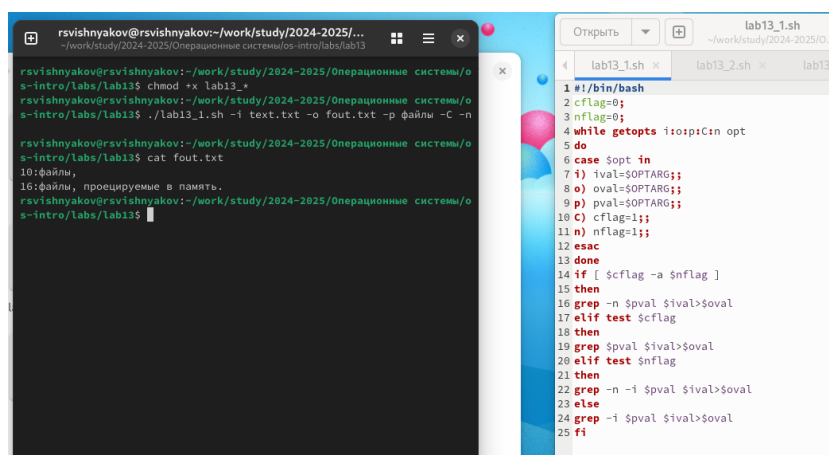 rsvishnyakov@rsvishnyakov:~/work/study/2024-2025/...
~/work/study/2024-2025/Операционные системы/os-intro/labs/lab13
rsvishnyakov@rsvishnyakov:~/work/study/2024-2025/Операционные системы/o
s-intro/labs/lab13$ chmod +x lab13_*
rsvishnyakov@rsvishnyakov:~/work/study/2024-2025/Операционные системы/o
s-intro/labs/lab13$ ./lab13_1.sh -i text.txt -o fout.txt -p файлы -C -n
rsvishnyakov@rsvishnyakov:~/work/study/2024-2025/Операционные системы/o
s-intro/labs/lab13$ cat fout.txt
10:файлы,
16:файлы, проецируемые в память.
rsvishnyakov@rsvishnyakov:~/work/study/2024-2025/Операционные системы/o
s-intro/labs/lab13$
Открыть
lab13_1.sh
~/work/study/2024-2025/О
lab13_1.sh × lab13_2.sh × lab13
1 #!/bin/bash
2 cflag=0;
3 nflag=0;
4 while getopts i:o:p:C:n opt
5 do
6 case $opt in
7 i) ival=$OPTARG;;
8 o) oval=$OPTARG;;
9 p) pval=$OPTARG;;
10 C) cflag=1;;
11 n) nflag=1;;
12 esac
13 done
14 if [ $cflag -a $nflag ]
15 then
16 grep -n $pval $ival>$oval
17 elif test $cflag
18 then
19 grep $pval $ival>$oval
20 elif test $nflag
21 then
22 grep -n -i $pval $ival>$oval
23 else
24 grep -i $pval $ival>$oval
25 fi